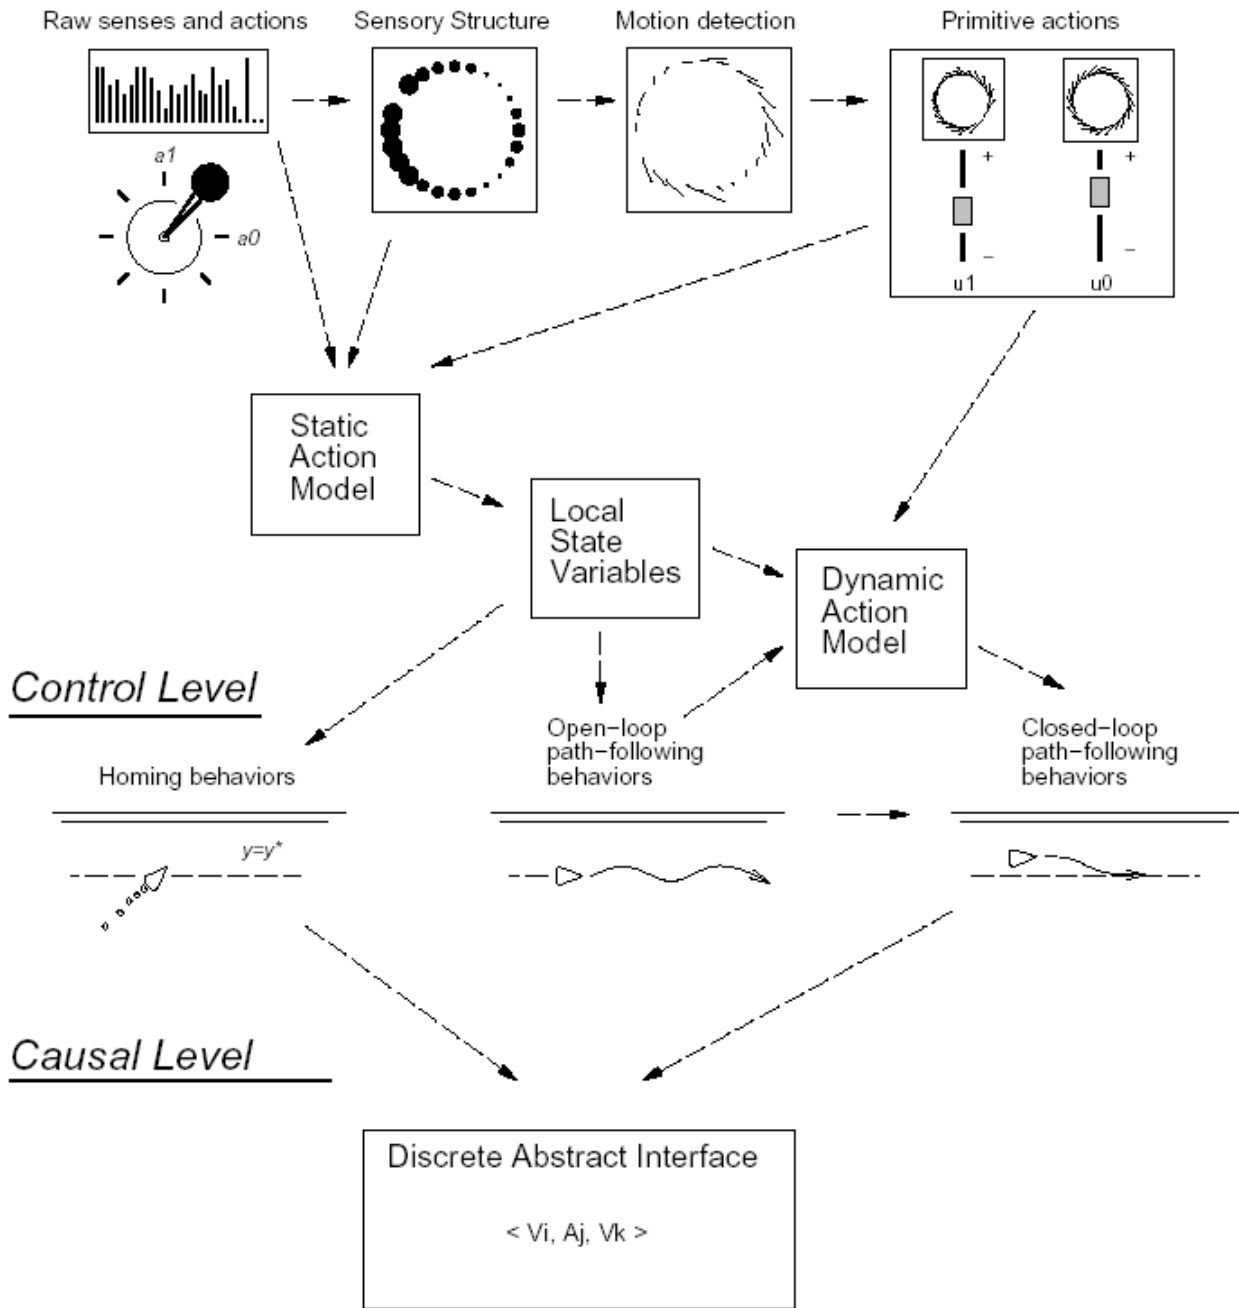 Raw senses and actions
Sensory Structure
Motion detection
Primitive actions
a1
a0
+
+
−
−
u1
u0
Static
Action
Model
Local
State
Variables
Dynamic
Action
Model
Control Level
Homing behaviors
Open−loop
path−following
behaviors
Closed−loop
path−following
behaviors
y=y*
Causal Level
Discrete Abstract Interface
< Vi, Aj, Vk >